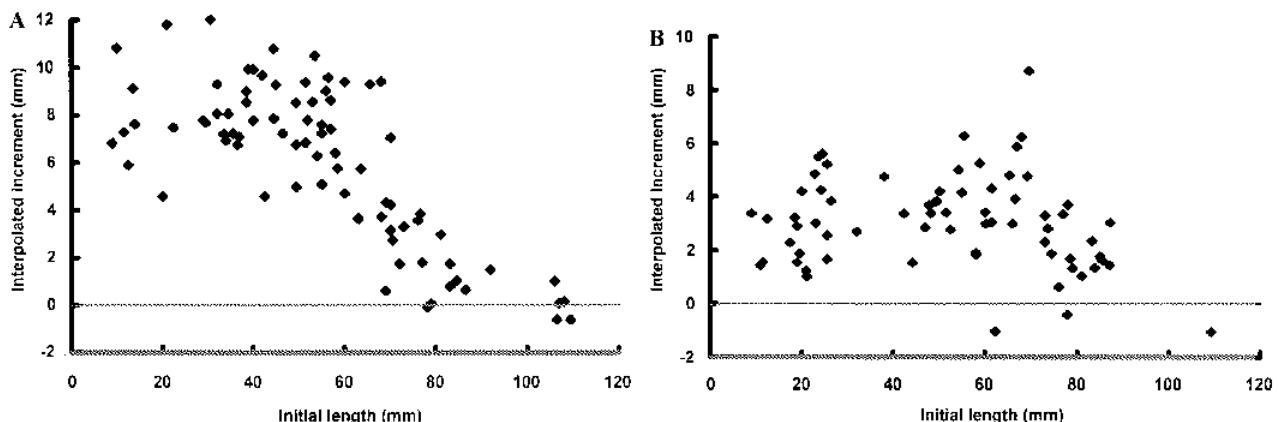 A
12
10
8
6
4
2
0
-2
Interpolated increment (mm)
0 20 40 60 80 100 120
Initial length (mm)
B
10
8
6
4
2
0
-2
Interpolated Increment (mm)
0 20 40 60 80 100 120
Initial length (mm)